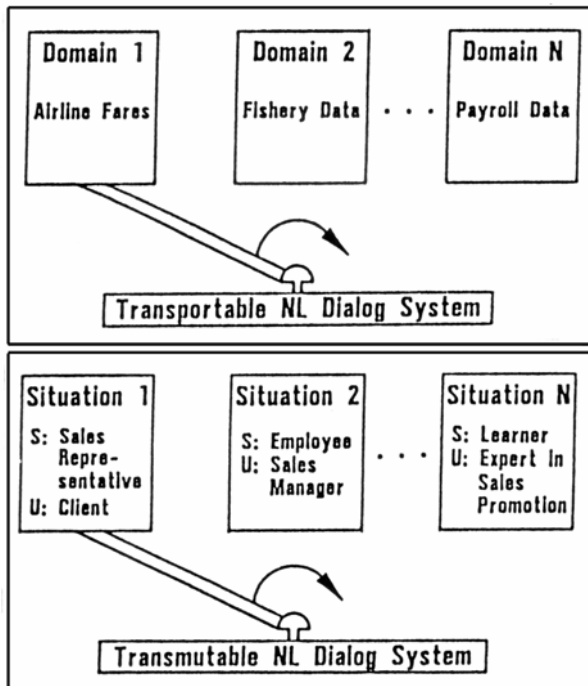 Domain 1
Airline Fares
Domain 2
Fishery Data
. . .
Domain N
Payroll Data
Transportable NL Dialog System
Situation 1
S: Sales
Repre-
sentative
U: Client
Situation 2
S: Employee
U: Sales
Manager
. . .
Situation N
S: Learner
U: Expert In
Sales
Promotion
Transmutable NL Dialog System